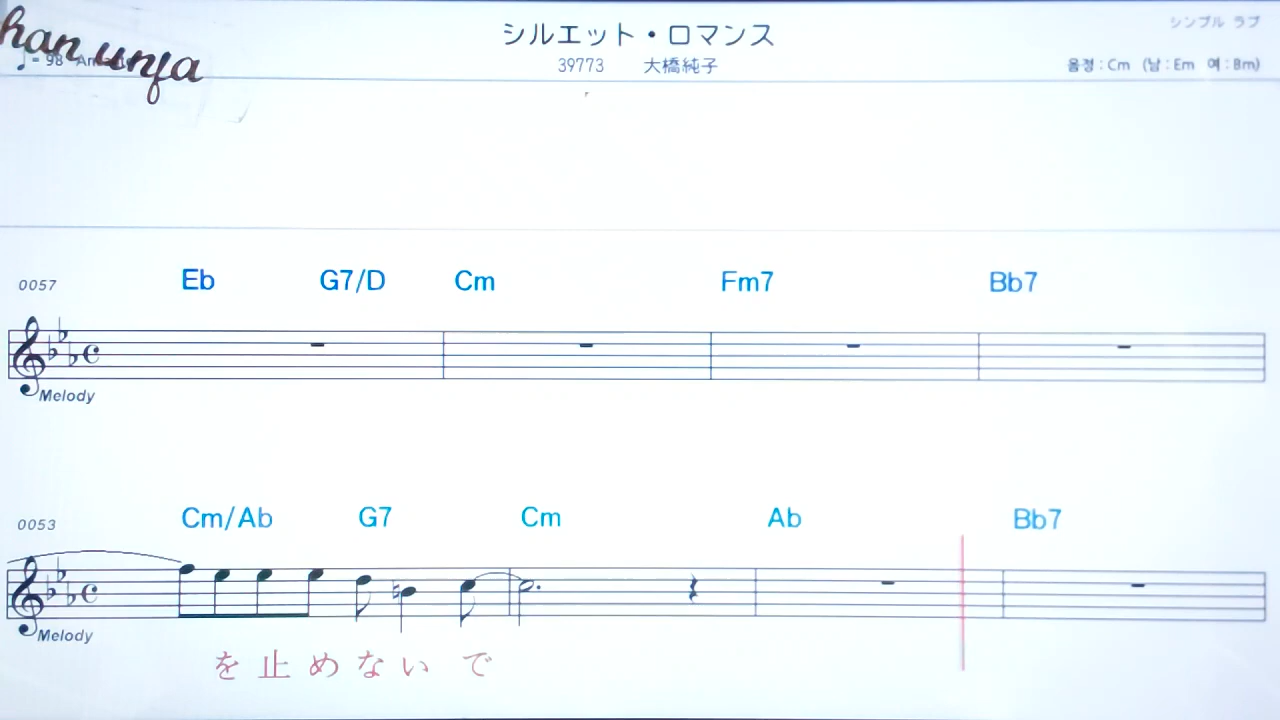 han unfa
シルエット・ロマンス
シンプル ラブ
♩= 98
39773 大橋純子
음정 : Cm (남 : Em 여 : Bm)
0057 Eb G7/D Cm Fm7 Bb7
Melody
0053 Cm/Ab G7 Cm Ab Bb7
Melody
を 止 め な い で